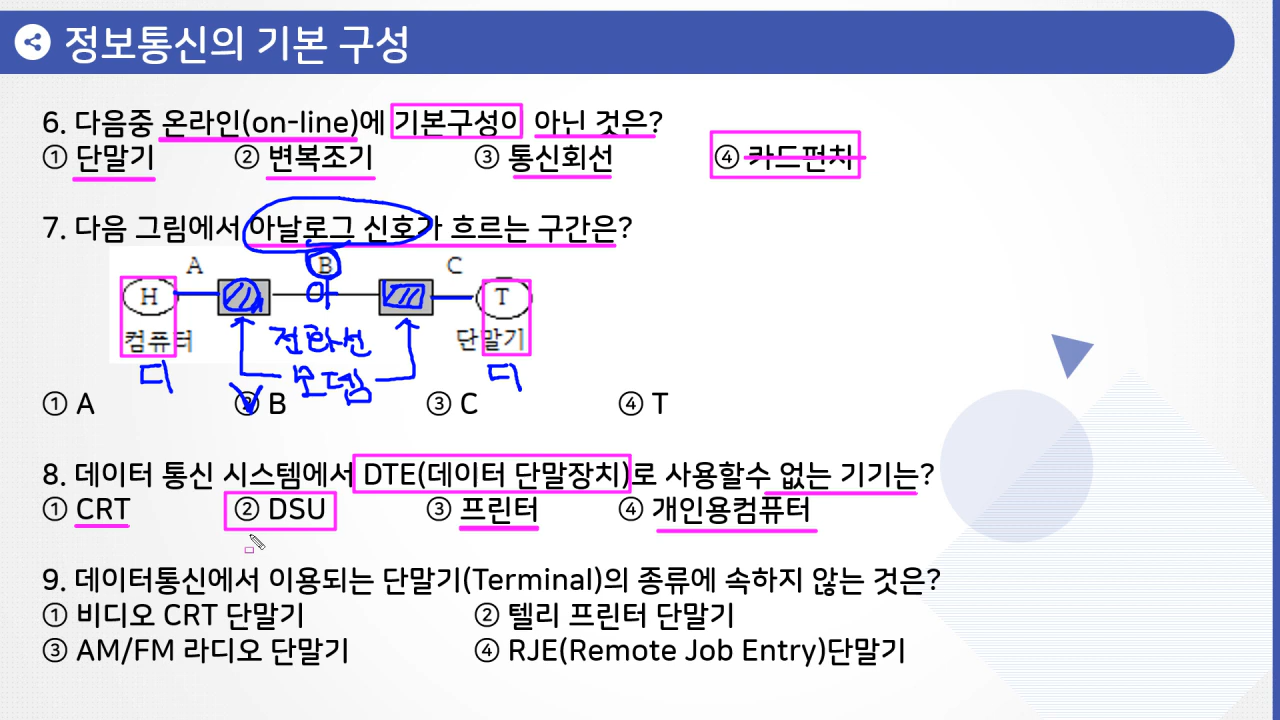 정보통신의 기본 구성
6. 다음중 온라인(on-line)에 기본구성이 아닌 것은?
① 단말기 ② 변복조기 ③ 통신회선 ④ 카드펀치
7. 다음 그림에서 아날로그 신호가 흐르는 구간은?
A B C
H 아 T
컴퓨터 전화선 단말기
디 모뎀 디
① A ② B ③ C ④ T
8. 데이터 통신 시스템에서 DTE(데이터 단말장치)로 사용할수 없는 기기는?
① CRT ② DSU ③ 프린터 ④ 개인용컴퓨터
9. 데이터통신에서 이용되는 단말기(Terminal)의 종류에 속하지 않는 것은?
① 비디오 CRT 단말기 ② 텔리 프린터 단말기
③ AM/FM 라디오 단말기 ④ RJE(Remote Job Entry)단말기